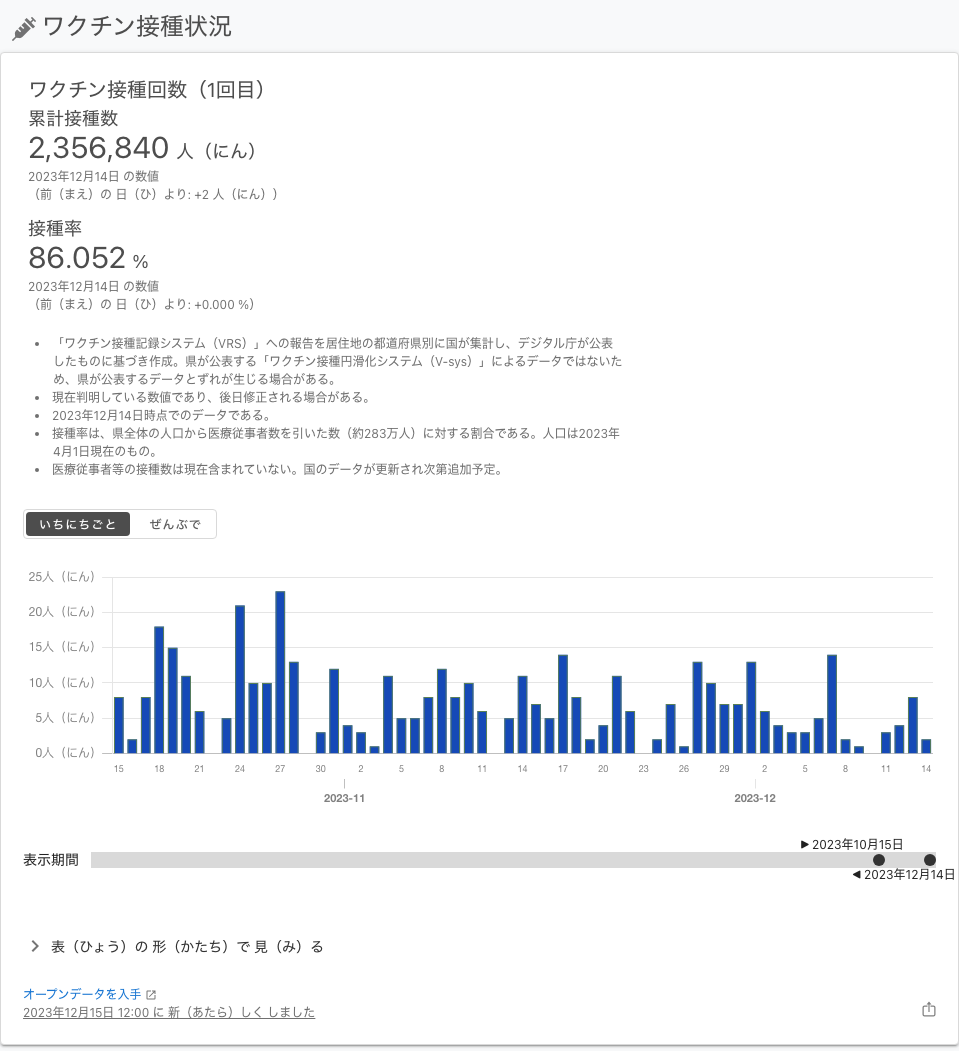 ワクチン接種状況
ワクチン接種回数（1回目）
累計接種数
2,356,840 人（にん）
2023年12月14日 の数値
（前（まえ）の 日（ひ）より: +2 人（にん））
接種率
86.052 %
2023年12月14日 の数値
（前（まえ）の 日（ひ）より: +0.000 %）
• 「ワクチン接種記録システム（VRS）」への報告を居住地の都道府県別に国が集計し、デジタル庁が公表
したものに基づき作成。県が公表する「ワクチン接種円滑化システム（V-sys）」によるデータではないた
め、県が公表するデータとずれが生じる場合がある。
• 現在判明している数値であり、後日修正される場合がある。
• 2023年12月14日時点でのデータである。
• 接種率は、県全体の人口から医療従事者数を引いた数（約283万人）に対する割合である。人口は2023年
4月1日現在のもの。
• 医療従事者等の接種数は現在含まれていない。国のデータが更新され次第追加予定。
いちにちごと ぜんぶで
25人（にん）
20人（にん）
15人（にん）
10人（にん）
5人（にん）
0人（にん）
15 18 21 24 27 30 2 5 8 11 14 17 20 23 26 29 2 5 8 11 14
2023-11 2023-12
▶ 2023年10月15日
表示期間
◀ 2023年12月14日
表（ひょう）の 形（かたち）で 見（み）る
オープンデータを入手
2023年12月15日 12:00 に 新（あたら）しく しました